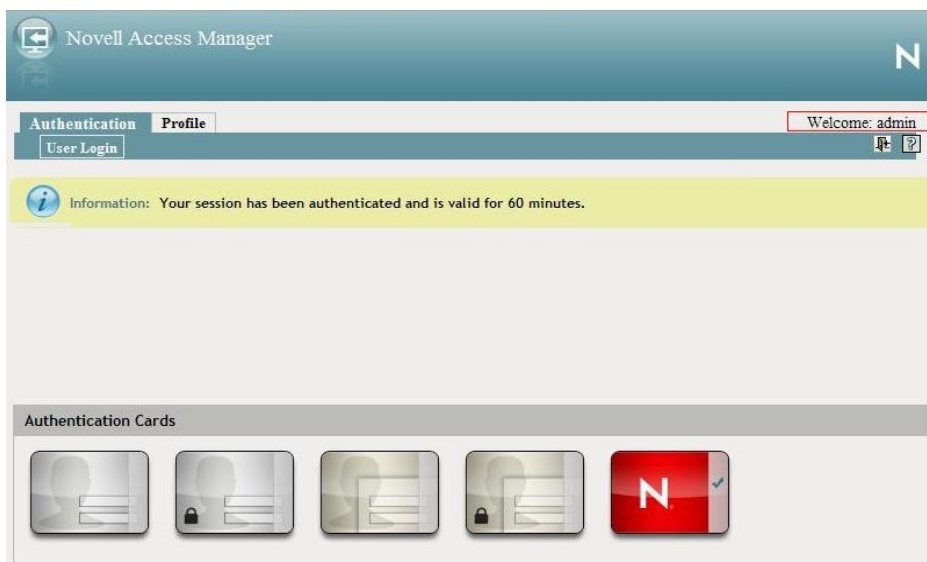 Novell Access Manager
N
Authentication Profile Welcome: admin
User Login ?
Information: Your session has been authenticated and is valid for 60 minutes.
Authentication Cards
N